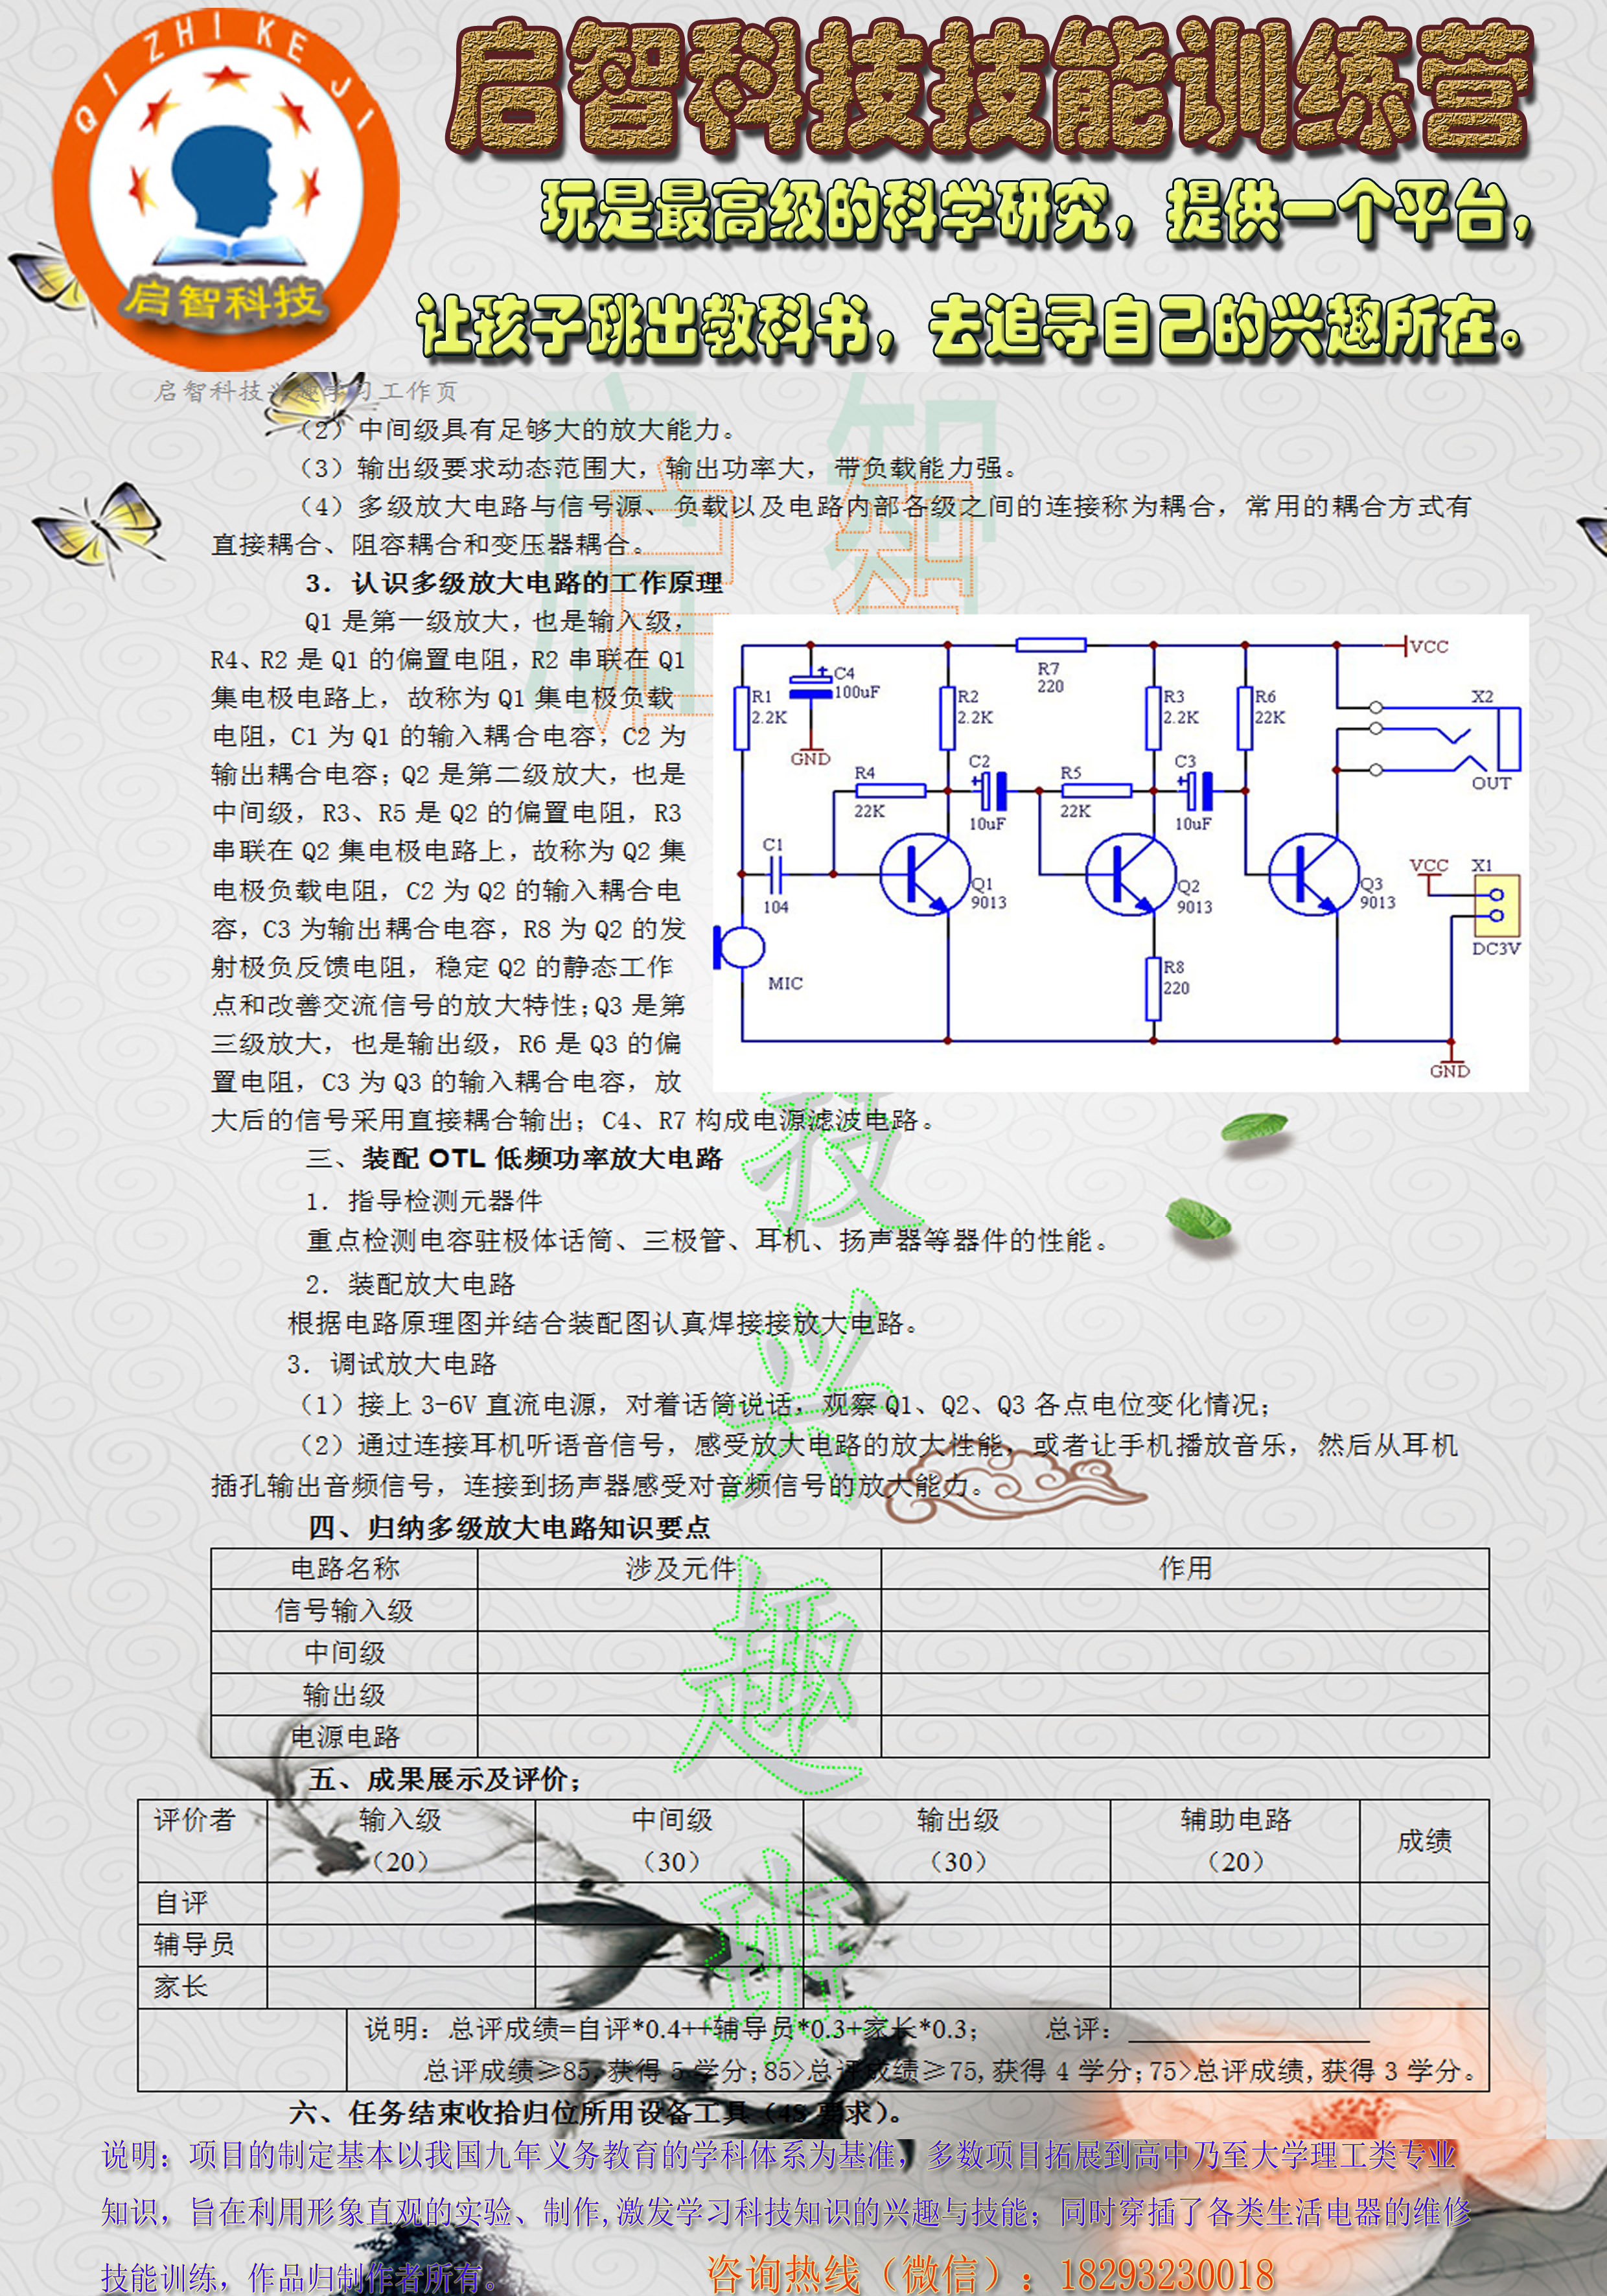 QI ZHI KE JI
启智科技
启智科技技能训练营
玩是最高级的科学研究，提供一个平台，
让孩子跳出教科书，去追寻自己的兴趣所在。
启智科技兴趣学习工作页
（2）中间级具有足够大的放大能力。
（3）输出级要求动态范围大，输出功率大，带负载能力强。
（4）多级放大电路与信号源、负载以及电路内部各级之间的连接称为耦合，常用的耦合方式有
直接耦合、阻容耦合和变压器耦合。
3．认识多级放大电路的工作原理
Q1 是第一级放大，也是输入级，
R4、R2 是 Q1 的偏置电阻，R2 串联在 Q1
集电极电路上，故称为 Q1 集电极负载
电阻，C1 为 Q1 的输入耦合电容，C2 为
输出耦合电容；Q2 是第二级放大，也是
中间级，R3、R5 是 Q2 的偏置电阻，R3
串联在 Q2 集电极电路上，故称为 Q2 集
电极负载电阻，C2 为 Q2 的输入耦合电
容，C3 为输出耦合电容，R8 为 Q2 的发
射极负反馈电阻，稳定 Q2 的静态工作
点和改善交流信号的放大特性；Q3 是第
三级放大，也是输出级，R6 是 Q3 的偏
置电阻，C3 为 Q3 的输入耦合电容，放
大后的信号采用直接耦合输出；C4、R7 构成电源滤波电路。
VCC
R7
220
C4
100uF
GND
R1
2.2K
R2
2.2K
R3
2.2K
R6
22K
X2
OUT
R4
22K
C2
10uF
R5
22K
C3
10uF
C1
104
Q1
9013
Q2
9013
Q3
9013
VCC
X1
DC3V
MIC
R8
220
GND
三、装配 OTL 低频功率放大电路
1．指导检测元器件
重点检测电容驻极体话筒、三极管、耳机、扬声器等器件的性能。
2．装配放大电路
根据电路原理图并结合装配图认真焊接接放大电路。
3．调试放大电路
（1）接上 3-6V 直流电源，对着话筒说话，观察 Q1、Q2、Q3 各点电位变化情况；
（2）通过连接耳机听语音信号，感受放大电路的放大性能，或者让手机播放音乐，然后从耳机
插孔输出音频信号，连接到扬声器感受对音频信号的放大能力。
四、归纳多级放大电路知识要点
电路名称 涉及元件 作用
信号输入级
中间级
输出级
电源电路
五、成果展示及评价；
评价者 输入级 中间级 输出级 辅助电路 成绩
（20） （30） （30） （20）
自评
辅导员
家长
说明：总评成绩=自评*0.4++辅导员*0.3+家长*0.3； 总评：
总评成绩≥85,获得 5 学分;85>总评成绩≥75,获得 4 学分;75>总评成绩,获得 3 学分。
六、任务结束收拾归位所用设备工具（4S 要求）。
说明：项目的制定基本以我国九年义务教育的学科体系为基准，多数项目拓展到高中乃至大学理工类专业
知识，旨在利用形象直观的实验、制作,激发学习科技知识的兴趣与技能；同时穿插了各类生活电器的维修
技能训练，作品归制作者所有。
咨询热线（微信）：18293230018
启
智
技
兴
趣
班